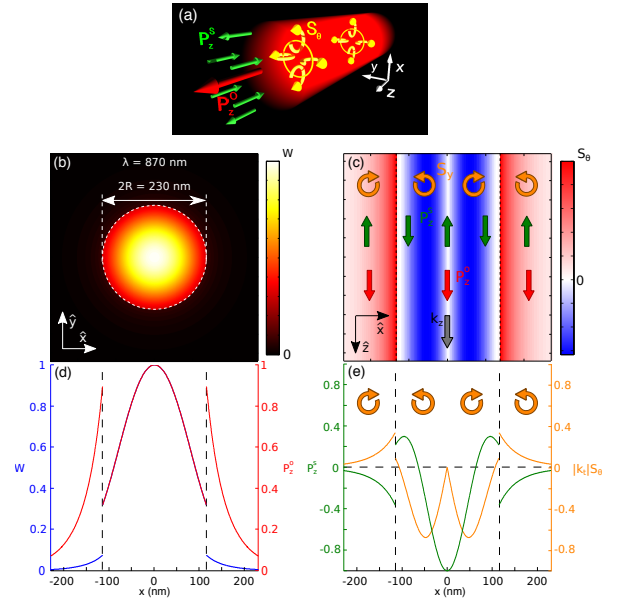 (a)
P_z^s
S_θ
P_z^o
x
y
z
(b)
λ = 870 nm
2R = 230 nm
ŷ
x̂
W
0
(c)
S_y
P_z^s
P_z^o
k_z
x̂
ẑ
S_θ
0
(d)
1
0.8
0.6
0.4
0.2
0
W
1
0.8
0.6
0.4
0.2
0
P_z^o
-200 -100 0 100 200
x (nm)
(e)
0.8
0.4
0
-0.4
-0.8
P_z^s
0.8
0.4
0
-0.4
-0.8
|k_t|S_θ
-200 -100 0 100 200
x (nm)